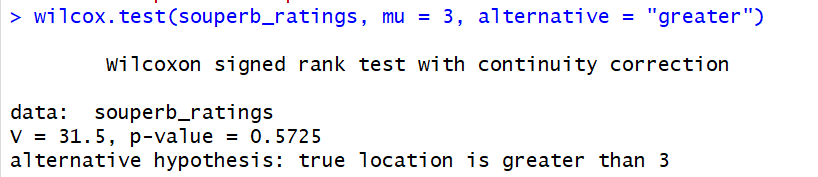 > wilcox.test(souperb_ratings, mu = 3, alternative = "greater")
Wilcoxon signed rank test with continuity correction
data:  souperb_ratings
V = 31.5, p-value = 0.5725
alternative hypothesis: true location is greater than 3